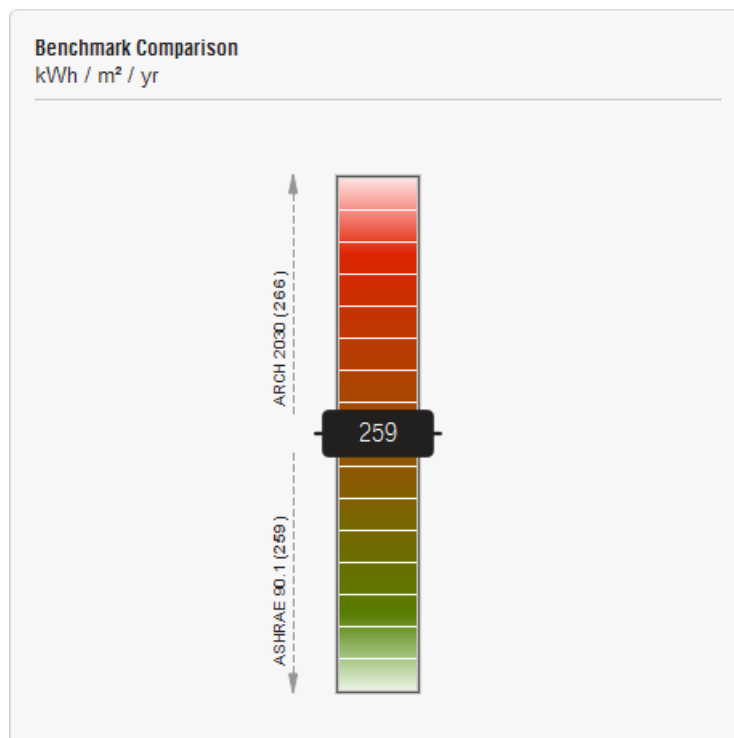 Benchmark Comparison
kWh / m² / yr
ARCH 2030 (266)
259
ASHRAE 90.1 (259)